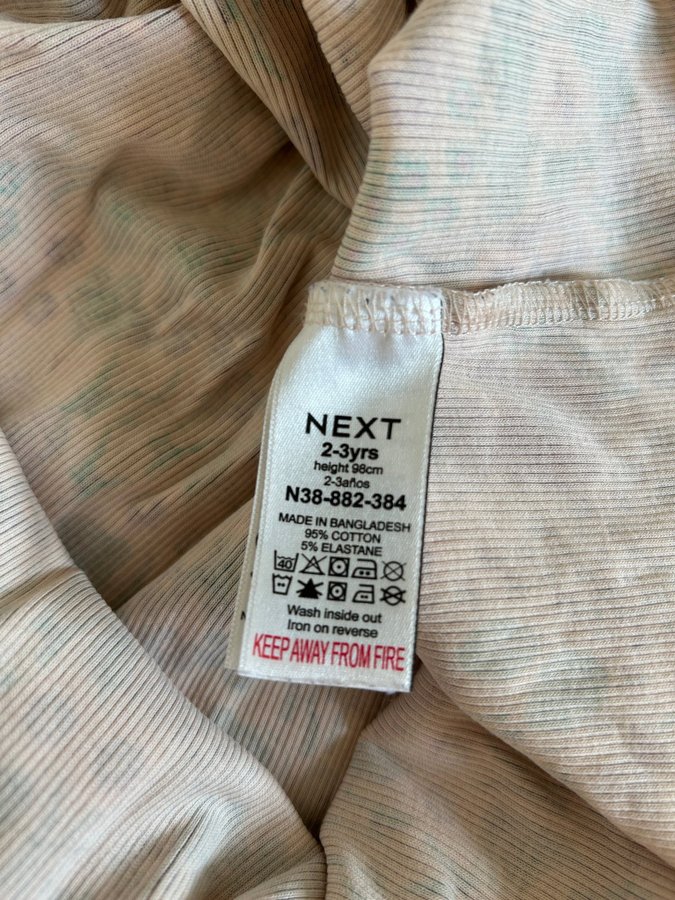 NEXT
2-3yrs
height 98cm
2-3años
N38-882-384
MADE IN BANGLADESH
95% COTTON
5% ELASTANE
40
Wash inside out
Iron on reverse
KEEP AWAY FROM FIRE